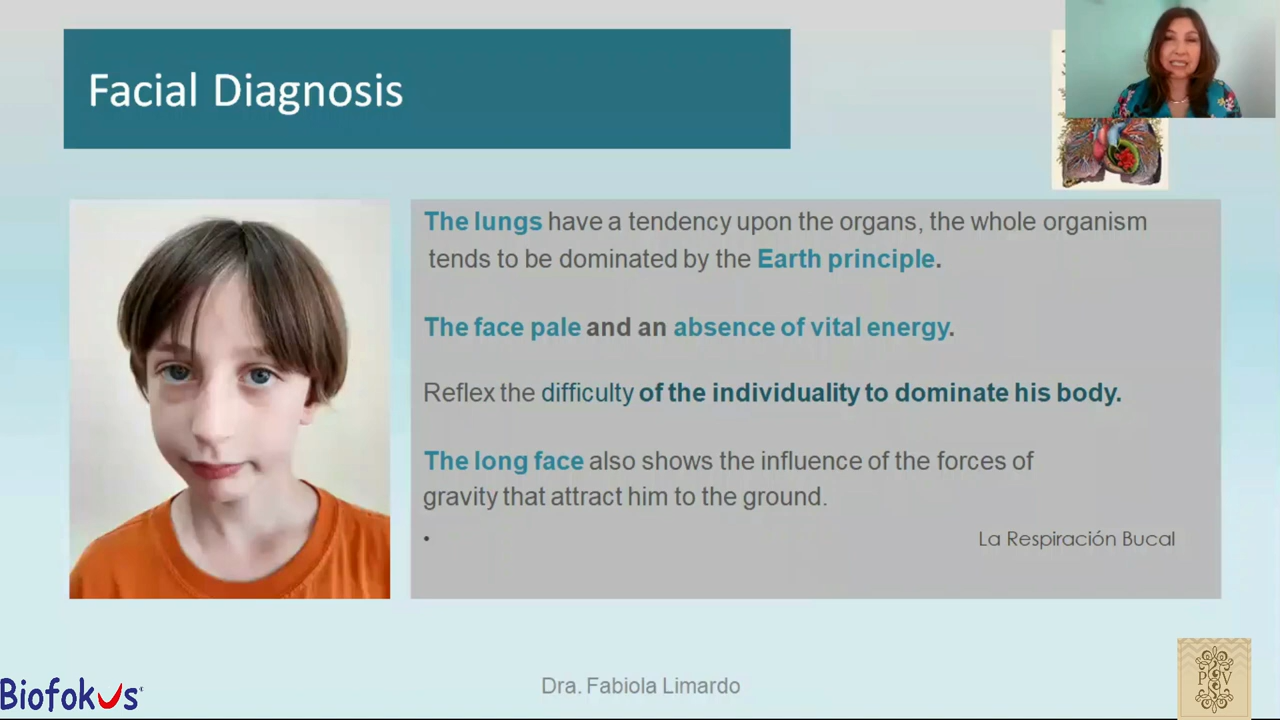 Facial Diagnosis
The lungs have a tendency upon the organs, the whole organism
tends to be dominated by the Earth principle.
The face pale and an absence of vital energy.
Reflex the difficulty of the individuality to dominate his body.
The long face also shows the influence of the forces of
gravity that attract him to the ground.
• La Respiración Bucal
Biofokus
Dra. Fabiola Limardo
P V